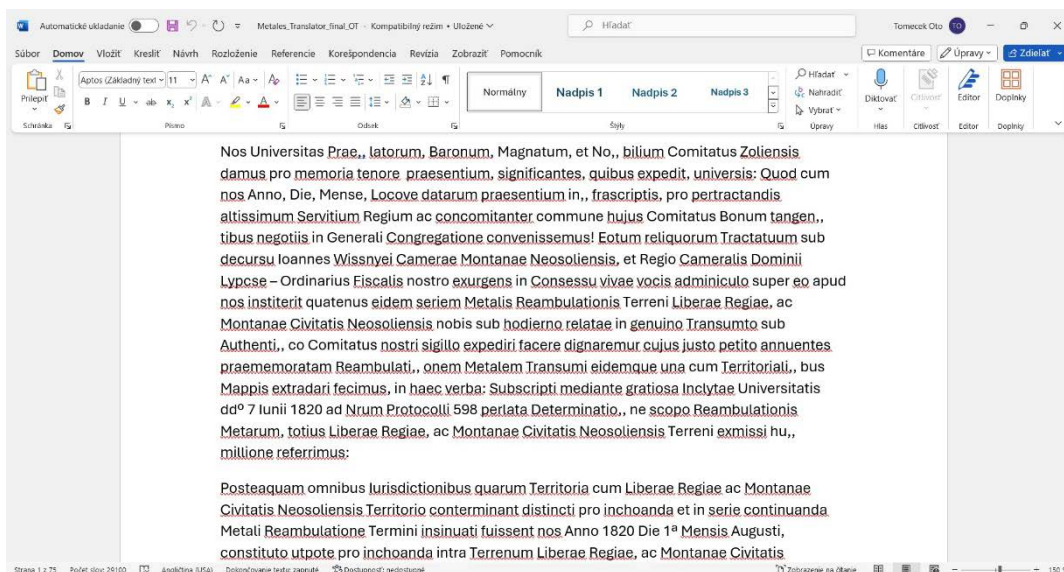 Automatické ukladanie
Metales_Translator_final_OT - Kompatibilný režim • Uložené
Hľadať
Tomecek Oto
TO
Súbor Domov Vložiť Kresliť Návrh Rozloženie Referencie Korešpondencia Revízia Zobraziť Pomocník
Komentáre Úpravy Zdieľať
Prilepiť
Aptos (Základný text 11
Normálny Nadpis 1 Nadpis 2 Nadpis 3
Hľadať
Nahradiť
Vybrať
Diktovať Citlivosť Editor Doplnky
Schránka Písmo Odsek Štýly Úpravy Hlas Citlivosť Editor Doplnky
Nos Universitas Prae,, latorum, Baronum, Magnatum, et No,, bilium Comitatus Zoliensis
damus pro memoria tenore praesentium, significantes, quibus expedit, universis: Quod cum
nos Anno, Die, Mense, Locove datarum praesentium in,, frascriptis, pro pertractandis
altissimum Servitium Regium ac concomitanter commune hujus Comitatus Bonum tangen,,
tibus negotiis in Generali Congregatione convenissemus! Eotum reliquorum Tractatuum sub
decursu Ioannes Wissnyei Camerae Montanae Neosoliensis, et Regio Cameralis Dominii
Lypcse – Ordinarius Fiscalis nostro exurgens in Consessu vivae vocis adminiculo super eo apud
nos institerit quatenus eidem seriem Metalis Reambulationis Terreni Liberae Regiae, ac
Montanae Civitatis Neosoliensis nobis sub hodierno relatae in genuino Transumto sub
Authenti,, co Comitatus nostri sigillo expediri facere dignaremur cujus justo petito annuentes
praememoratam Reambulati,, onem Metalem Transumi eidemque una cum Territoriali,, bus
Mappis extradari fecimus, in haec verba: Subscripti mediante gratiosa Inclytae Universitatis
ddº 7 Iunii 1820 ad Nrum Protocolli 598 perlata Determinatio,, ne scopo Reambulationis
Metarum, totius Liberae Regiae, ac Montanae Civitatis Neosoliensis Terreni exmissi hu,,
millione referrimus:
Posteaquam omnibus Iurisdictionibus quarum Territoria cum Liberae Regiae ac Montanae
Civitatis Neosoliensis Territorio conterminant distincti pro inchoanda et in serie continuanda
Metali Reambulatione Termini insinuati fuissent nos Anno 1820 Die 1ª Mensis Augusti,
constituto utpote pro inchoanda intra Terrenum Liberae Regiae, ac Montanae Civitatis
Strana 1 z 75 Počet slov: 29100 Angličtina (USA) Dokončovanie textu: zapnuté Dostupnosť: nedostupné Zobrazenie na čítanie